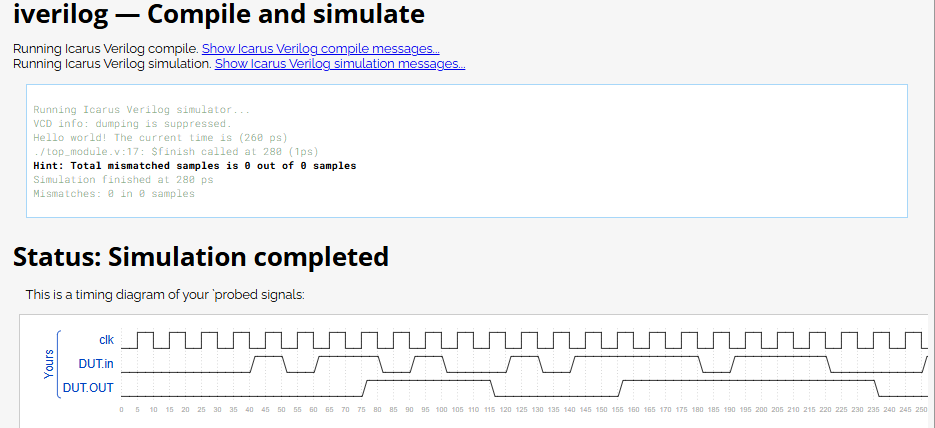 iverilog — Compile and simulate
Running Icarus Verilog compile. Show Icarus Verilog compile messages...
Running Icarus Verilog simulation. Show Icarus Verilog simulation messages...
Running Icarus Verilog simulator...
VCD info: dumping is suppressed.
Hello world! The current time is (260 ps)
./top_module.v:17: $finish called at 280 (1ps)
Hint: Total mismatched samples is 0 out of 0 samples
Simulation finished at 280 ps
Mismatches: 0 in 0 samples
Status: Simulation completed
This is a timing diagram of your `probed signals:
Yours
clk
DUT.in
DUT.OUT
0 5 10 15 20 25 30 35 40 45 50 55 60 65 70 75 80 85 90 95 100 105 110 115 120 125 130 135 140 145 150 155 160 165 170 175 180 185 190 195 200 205 210 215 220 225 230 235 240 245 250